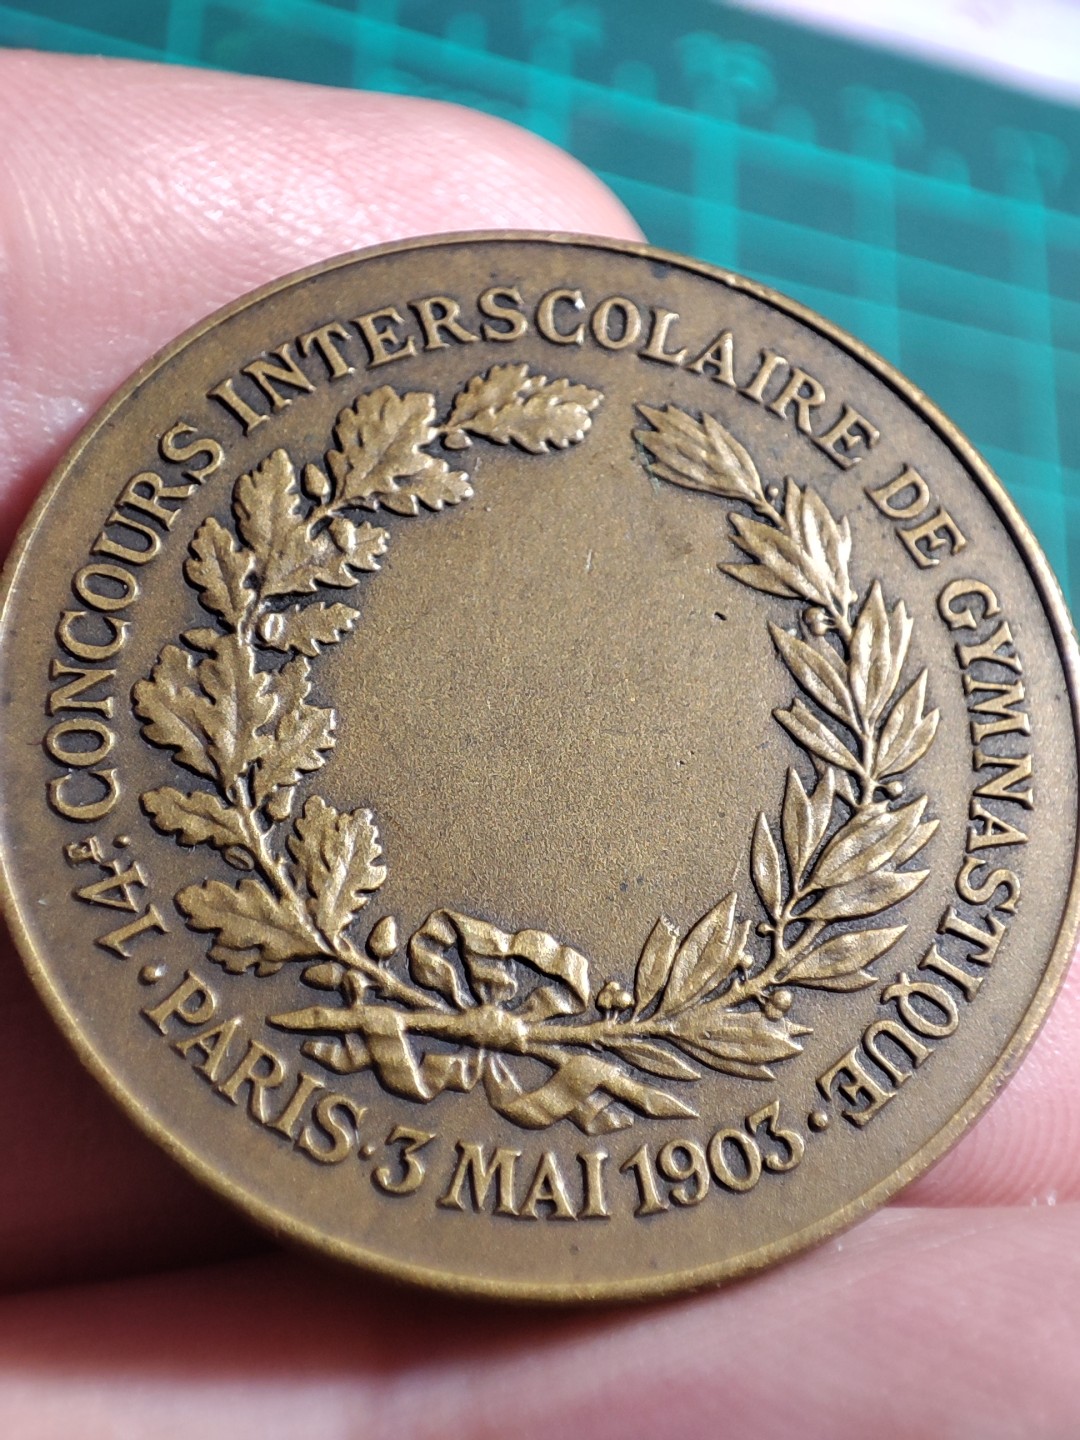 14E. CONCOURS INTERSCOLAIRE DE GYMNASTIQUE
· PARIS · 3 MAI 1903 ·